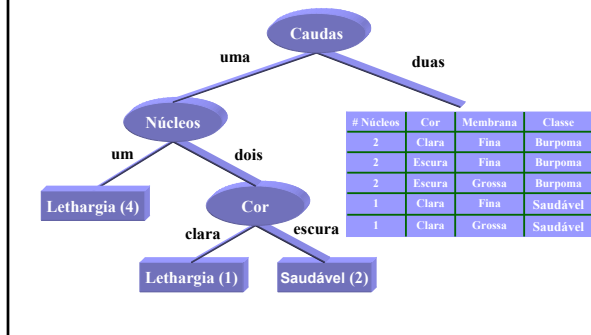 Caudas
uma
duas
Núcleos
# Núcleos Cor Membrana Classe
2 Clara Fina Burpoma
2 Escura Fina Burpoma
2 Escura Grossa Burpoma
1 Clara Fina Saudável
1 Clara Grossa Saudável
um
dois
Lethargia (4)
Cor
clara
escura
Lethargia (1)
Saudável (2)